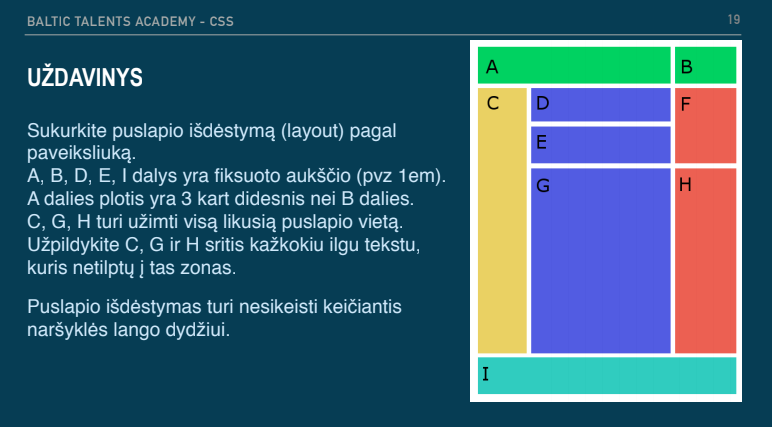 BALTIC TALENTS ACADEMY - CSS
19
UŽDAVINYS
Sukurkite puslapio išdėstymą (layout) pagal
paveiksliuką.
A, B, D, E, I dalys yra fiksuoto aukščio (pvz 1em).
A dalies plotis yra 3 kart didesnis nei B dalies.
C, G, H turi užimti visą likusią puslapio vietą.
Užpildykite C, G ir H sritis kažkokiu ilgu tekstu,
kuris netilptų į tas zonas.
Puslapio išdėstymas turi nesikeisti keičiantis
naršyklės lango dydžiui.
A
B
C
D
F
E
G
H
I